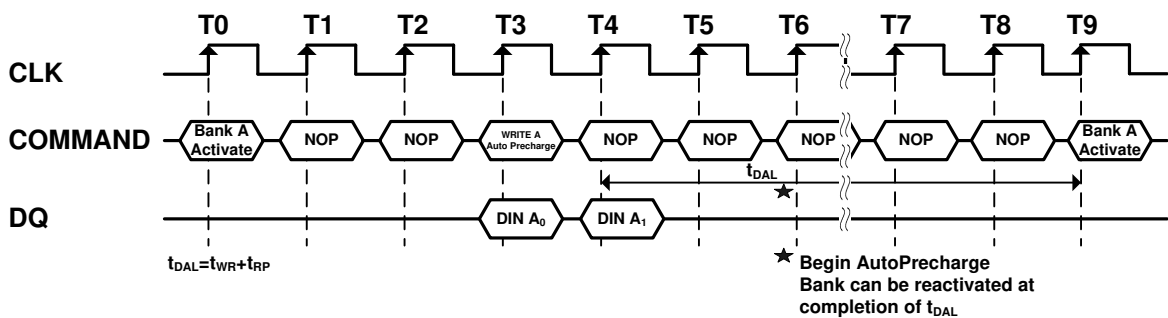 T0 T1 T2 T3 T4 T5 T6 T7 T8 T9
CLK
COMMAND
Bank A
Activate
NOP
NOP
WRITE A
Auto Precharge
NOP
NOP
NOP
NOP
NOP
Bank A
Activate
tDAL
DQ
DIN A0
DIN A1
tDAL=tWR+tRP
Begin AutoPrecharge
Bank can be reactivated at
completion of tDAL